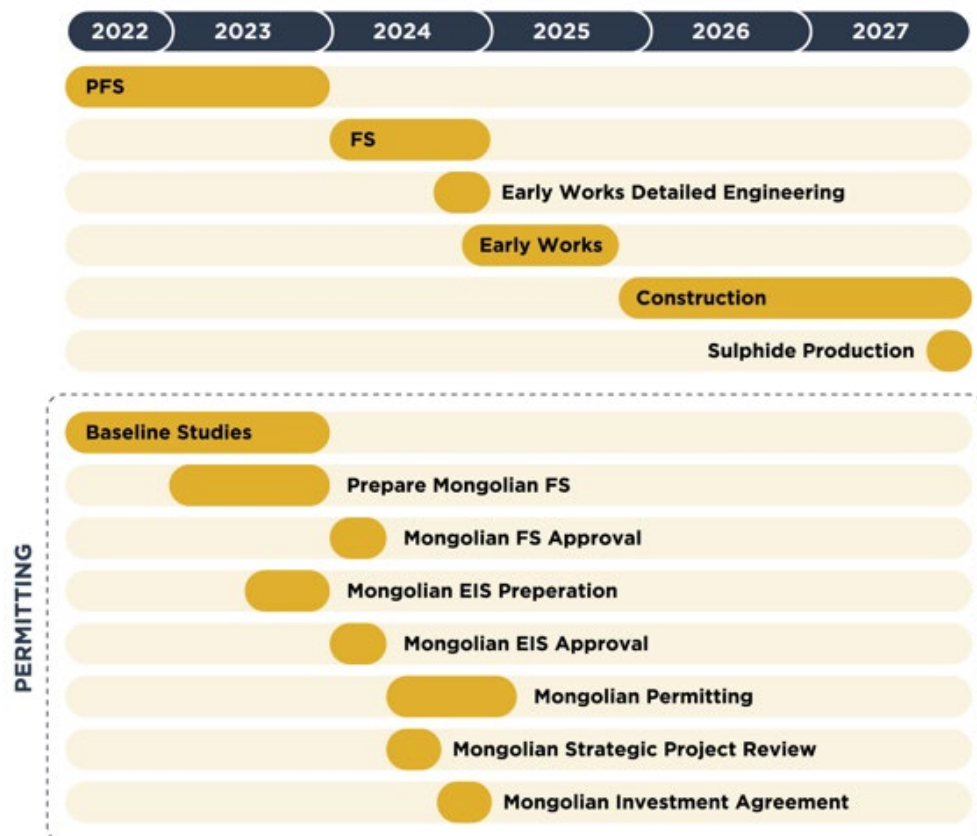 2022 2023 2024 2025 2026 2027
PFS
FS
Early Works Detailed Engineering
Early Works
Construction
Sulphide Production
PERMITTING
Baseline Studies
Prepare Mongolian FS
Mongolian FS Approval
Mongolian EIS Preperation
Mongolian EIS Approval
Mongolian Permitting
Mongolian Strategic Project Review
Mongolian Investment Agreement